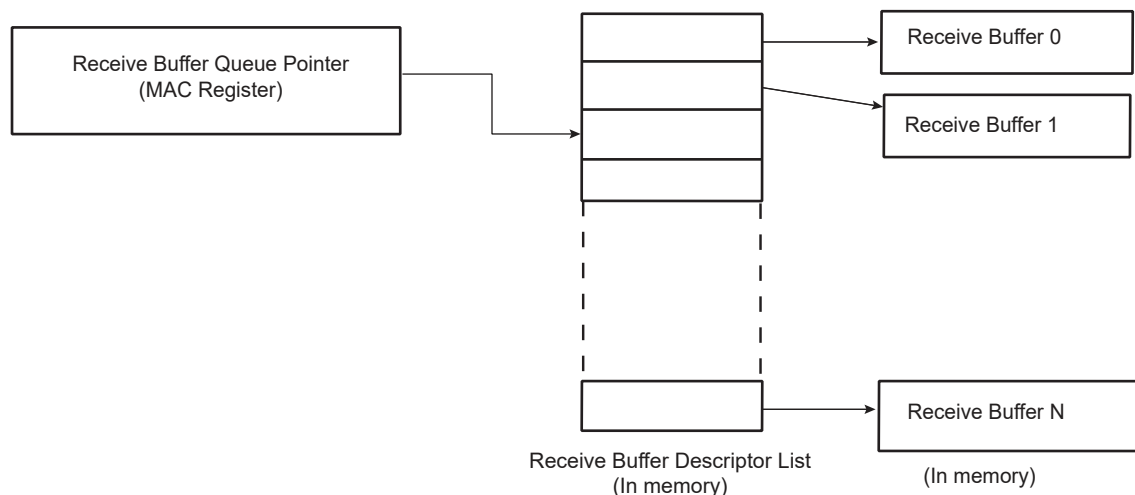 Receive Buffer Queue Pointer
(MAC Register)
Receive Buffer 0
Receive Buffer 1
Receive Buffer N
Receive Buffer Descriptor List
(In memory)
(In memory)